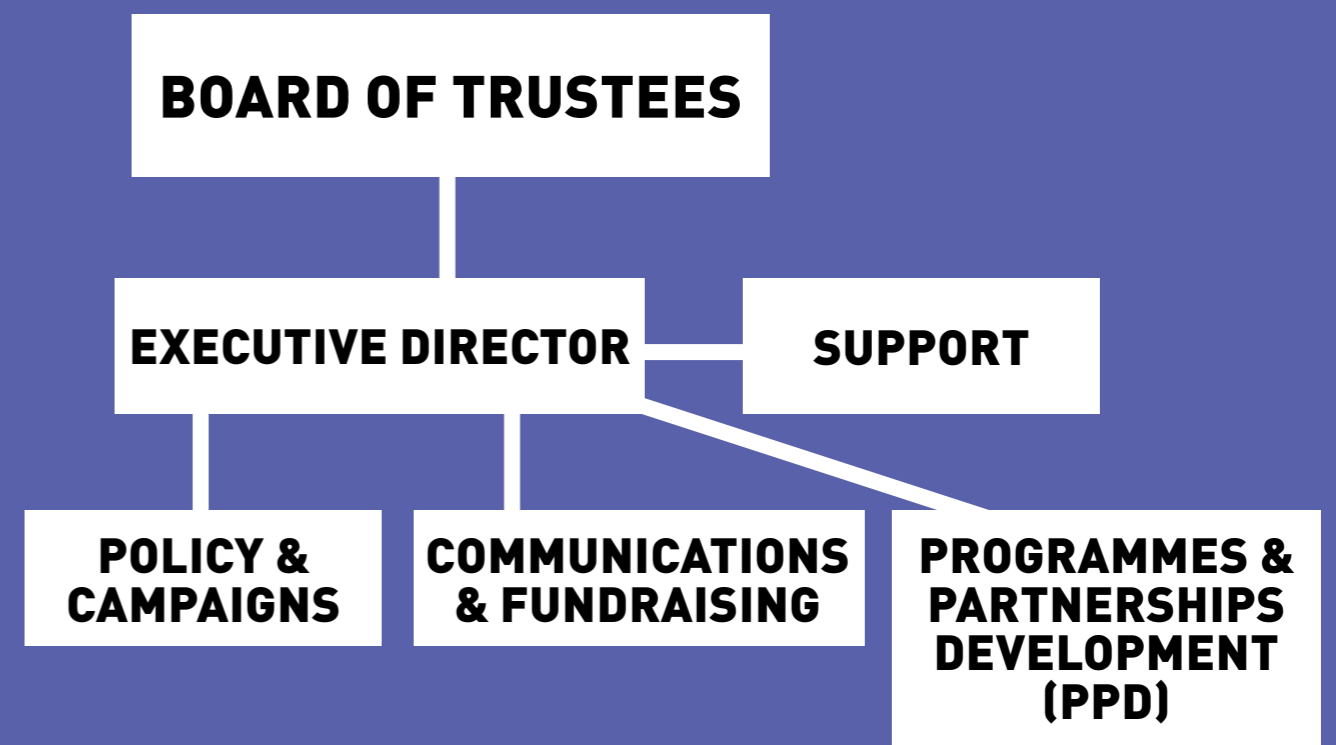 BOARD OF TRUSTEES
EXECUTIVE DIRECTOR
SUPPORT
POLICY &
CAMPAIGNS
COMMUNICATIONS
& FUNDRAISING
PROGRAMMES &
PARTNERSHIPS
DEVELOPMENT
(PPD)